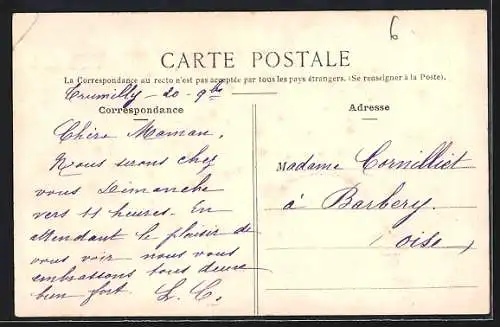 6
CARTE POSTALE
La Correspondance au recto n'est pas acceptée par tous les pays étrangers. (Se renseigner à la Poste).
Trumilly - 20 - 9bre
Correspondance
Chère Maman,
Nous serons chez
vous Dimanche
vers 11 heures. En
attendant le plaisir de
vous voir nous vous
embrassons tous deux
bien fort. L. C.
Adresse
Madame Cornilliet
à Barbery.
oise